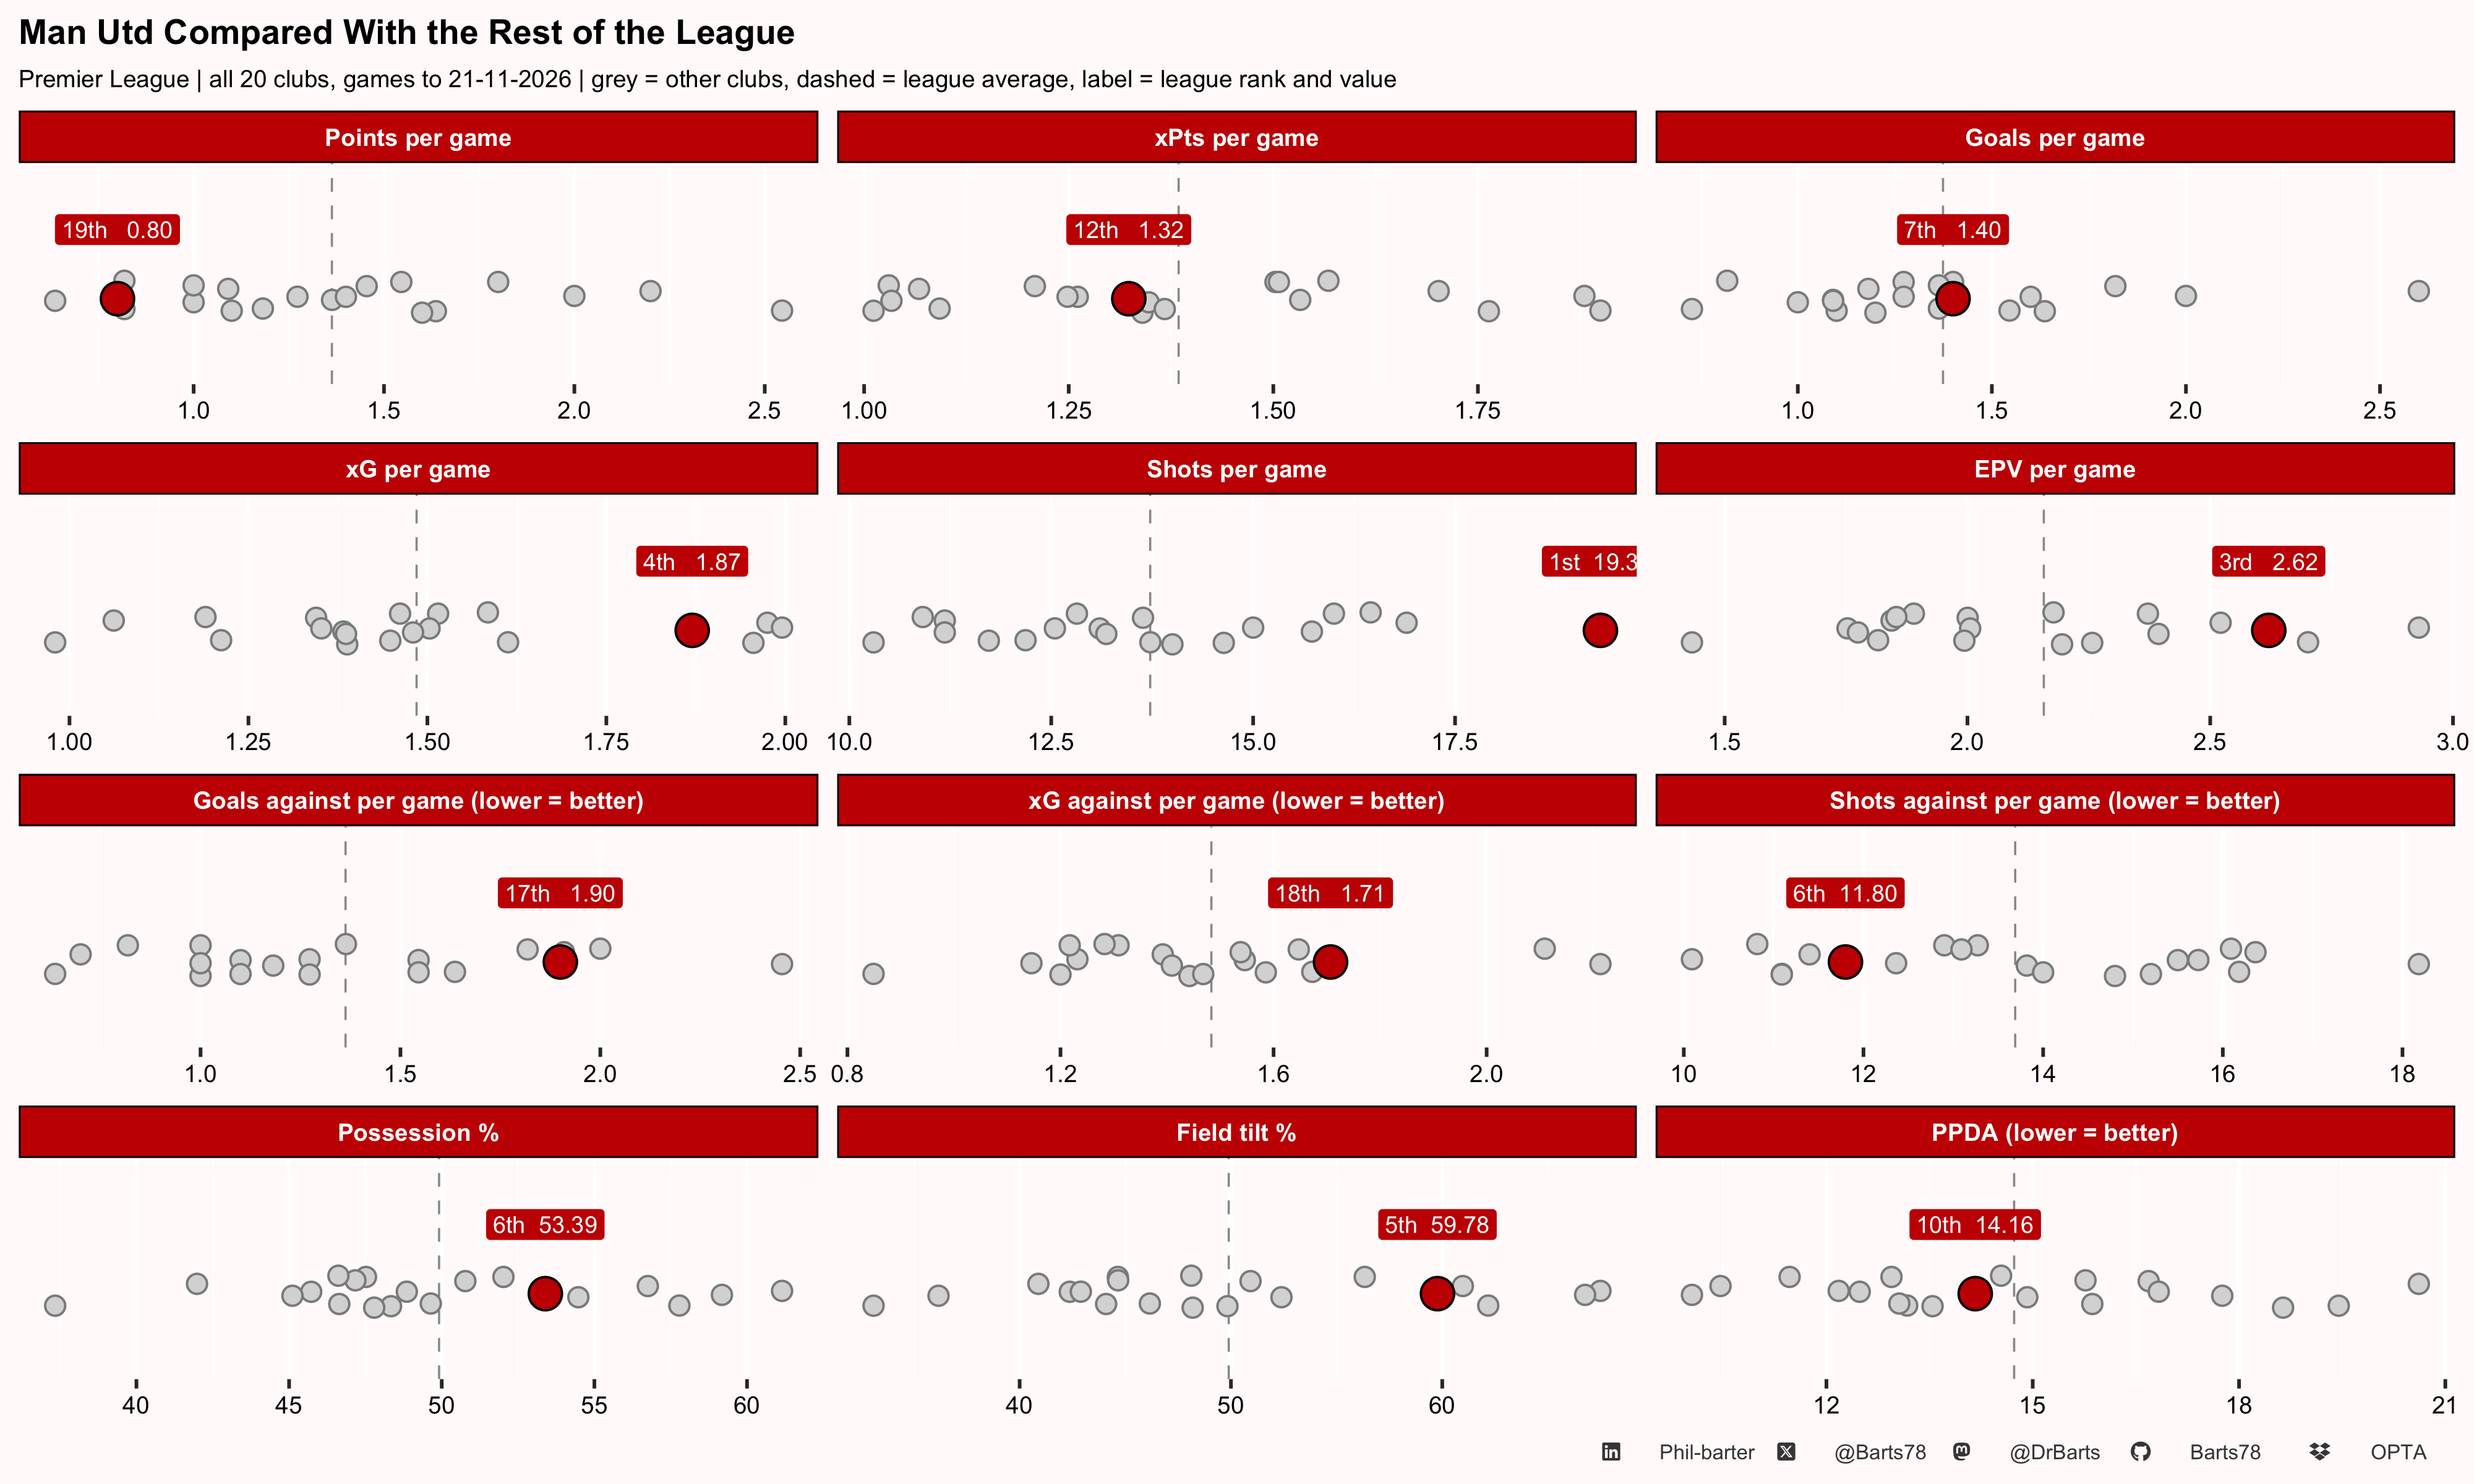 Man Utd Compared With the Rest of the League
Premier League | all 20 clubs, games to 21-11-2026 | grey = other clubs, dashed = league average, label = league rank and value
Points per game
xPts per game
Goals per game
19th 0.80
12th 1.32
7th 1.40
1.0 1.5 2.0 2.5
1.00 1.25 1.50 1.75
1.0 1.5 2.0 2.5
xG per game
Shots per game
EPV per game
4th 1.87
1st 19.3
3rd 2.62
1.00 1.25 1.50 1.75 2.00
10.0 12.5 15.0 17.5
1.5 2.0 2.5 3.0
Goals against per game (lower = better)
xG against per game (lower = better)
Shots against per game (lower = better)
17th 1.90
18th 1.71
6th 11.80
1.0 1.5 2.0 2.5
0.8 1.2 1.6 2.0
10 12 14 16 18
Possession %
Field tilt %
PPDA (lower = better)
6th 53.39
5th 59.78
10th 14.16
40 45 50 55 60
40 50 60
12 15 18 21
Phil-barter @Barts78 @DrBarts Barts78 OPTA